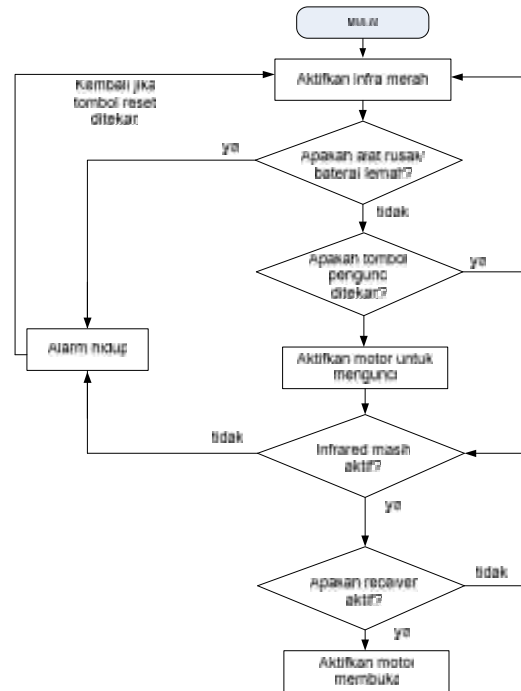 Mulai
Aktifkan infra merah
Kembali jika
tombol reset
ditekan
Apakah alat rusak/
baterai lemah?
ya
tidak
Apakah tombol
pengunci
ditekan?
ya
Alarm hidup
Aktifkan motor untuk
mengunci
Infrared masih
aktif?
tidak
ya
Apakah receiver
aktif?
tidak
ya
Aktifkan motor
membuka